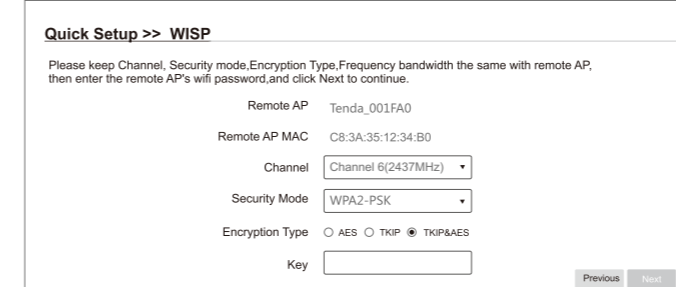 Quick Setup >> WISP
Please keep Channel, Security mode,Encryption Type,Frequency bandwidth the same with remote AP,
then enter the remote AP's wifi password,and click Next to continue.
Remote AP Tenda_001FA0
Remote AP MAC C8:3A:35:12:34:B0
Channel Channel 6(2437MHz)
Security Mode WPA2-PSK
Encryption Type AES TKIP TKIP&AES
Key
Previous Next